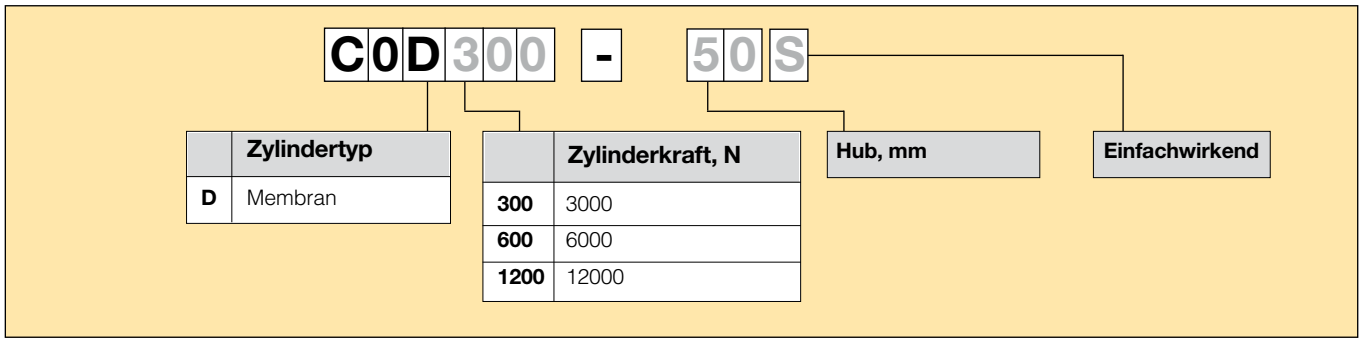 C0D300 - 50S
Zylindertyp
D Membran
Zylinderkraft, N
300 3000
600 6000
1200 12000
Hub, mm
Einfachwirkend